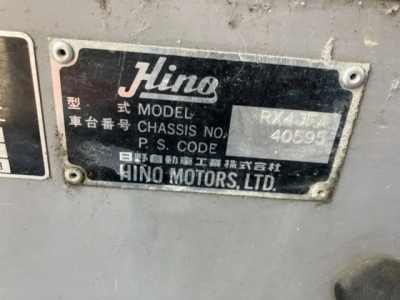 Hino
型 式 MODEL RX4JFA
車台番号 CHASSIS NO. 40595
P. S. CODE
日野自動車工業株式会社
HINO MOTORS, LTD.